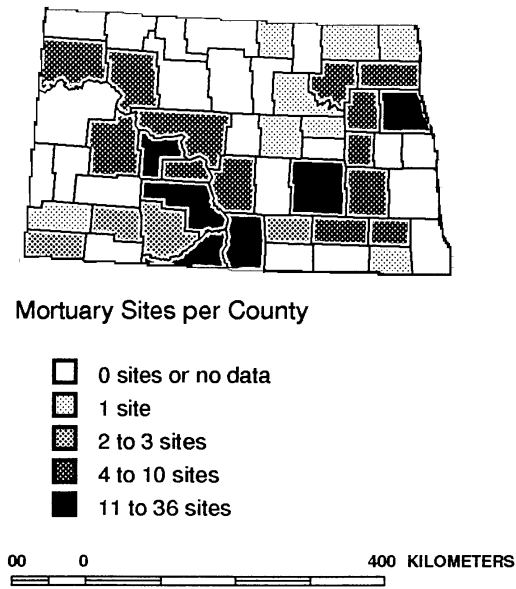 Mortuary Sites per County
0 sites or no data
1 site
2 to 3 sites
4 to 10 sites
11 to 36 sites
00 0 400 KILOMETERS